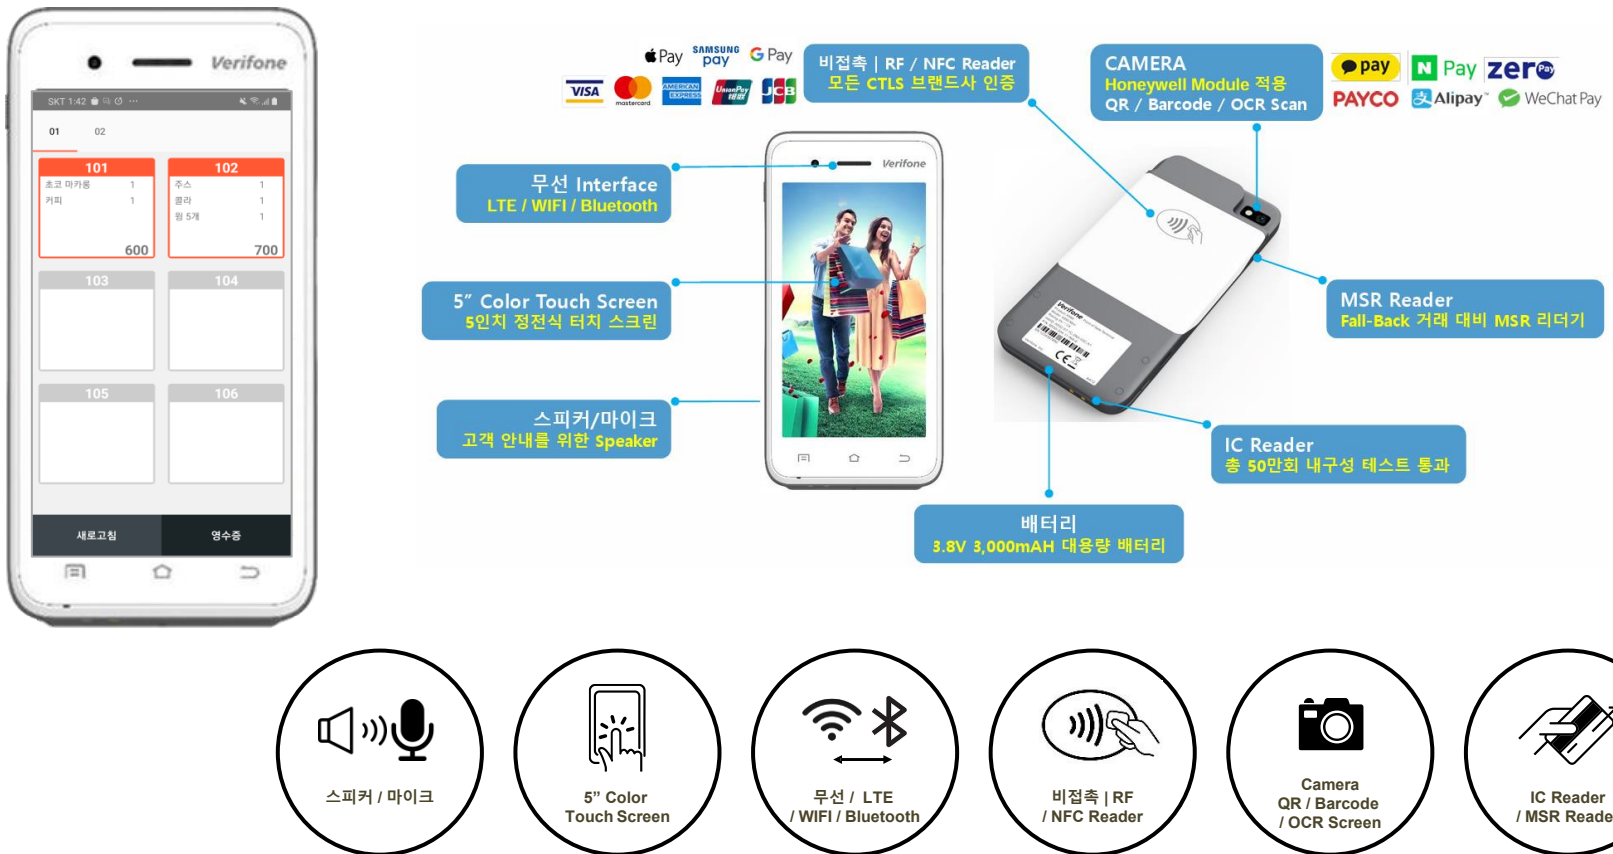 Verifone
SKT 1:42
01 02
101
초코 마카롱 1
커피 1
600
102
주스 1
콜라 1
윙 5개 1
700
103
104
105
106
새로고침
영수증
Pay
SAMSUNG pay
G Pay
VISA
mastercard
AMERICAN EXPRESS
UnionPay
银联
JCB
비접촉 | RF / NFC Reader
모든 CTLS 브랜드사 인증
CAMERA
Honeywell Module 적용
QR / Barcode / OCR Scan
pay
N Pay
zero Pay
PAYCO
Alipay
WeChat Pay
무선 Interface
LTE / WIFI / Bluetooth
5" Color Touch Screen
5인치 정전식 터치 스크린
스피커/마이크
고객 안내를 위한 Speaker
Verifone
Verifone
CE
MSR Reader
Fall-Back 거래 대비 MSR 리더기
IC Reader
총 50만회 내구성 테스트 통과
배터리
3.8V 3,000mAH 대용량 배터리
스피커 / 마이크
5" Color
Touch Screen
무선 / LTE
/ WIFI / Bluetooth
비접촉 | RF
/ NFC Reader
Camera
QR / Barcode
/ OCR Screen
IC Reader
/ MSR Reade